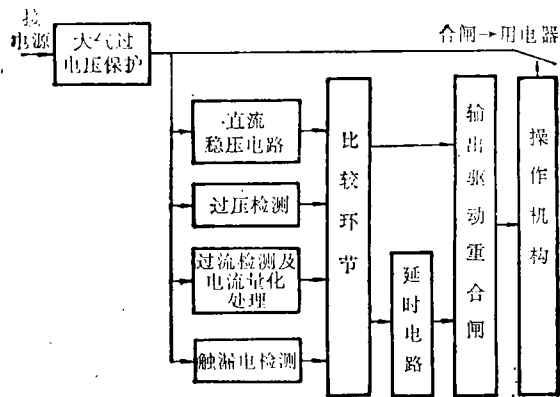 接
电源
大气过
电压保护
合闸→用电器
直流
稳压电路
过压检测
过流检测及
电流量化
处理
触漏电检测
比较环节
延时电路
输出驱动重合闸
操作机构